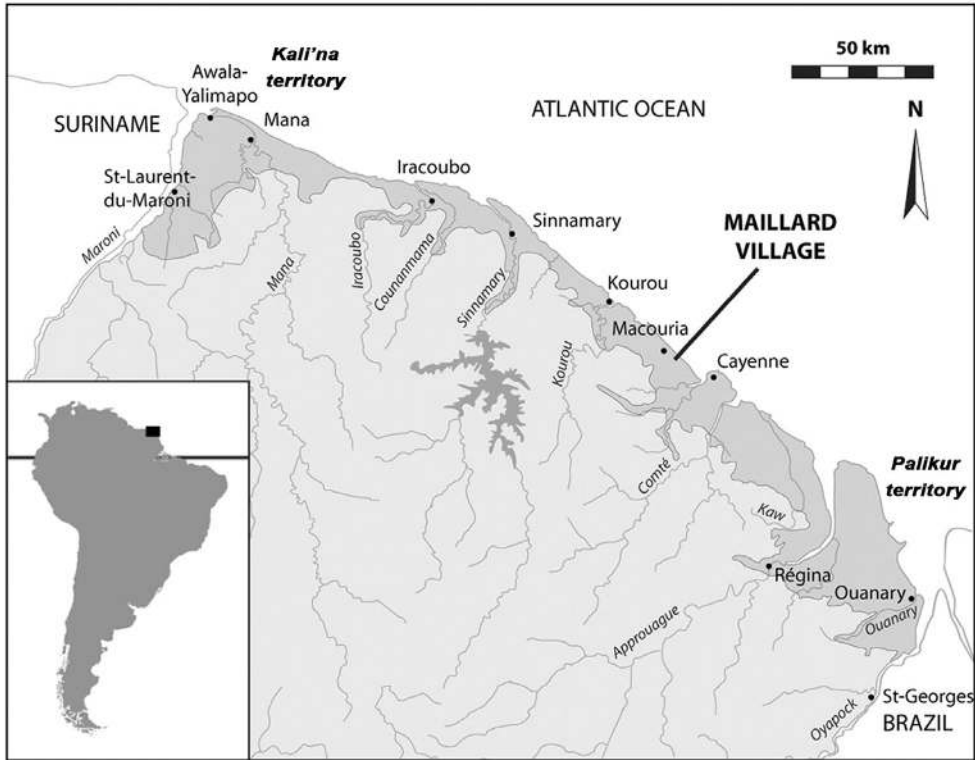 Kali'na
territory
50 km
Awala-
Yalimapo
SURINAME
Mana
ATLANTIC OCEAN
N
St-Laurent-
du-Maroni
Iracoubo
Sinnamary
MAILLARD
VILLAGE
Maroni
Mana
Iracoubo
Counanmama
Sinnamary
Kourou
Macouria
Kourou
Cayenne
Comté
Palikur
territory
Kaw
Régina
Ouanary
Ouanary
Approuague
St-Georges
Oyapock
BRAZIL